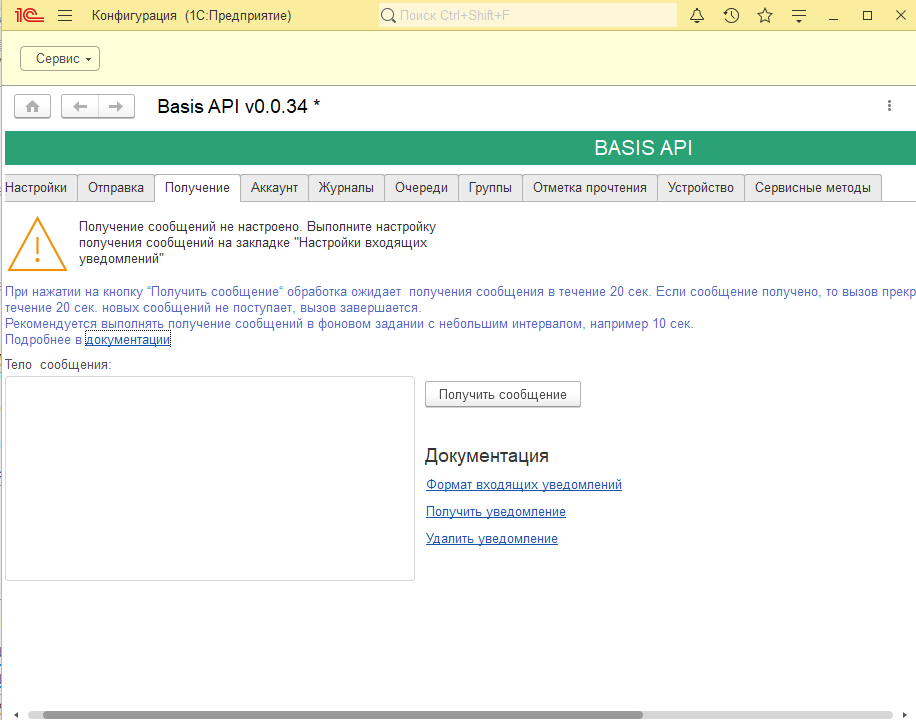 1С Конфигурация (1С:Предприятие) Поиск Ctrl+Shift+F
Сервис
Basis API v0.0.34 *
BASIS API
Настройки Отправка Получение Аккаунт Журналы Очереди Группы Отметка прочтения Устройство Сервисные методы
Получение сообщений не настроено. Выполните настройку
получения сообщений на закладке "Настройки входящих
уведомлений"
При нажатии на кнопку “Получить сообщение“ обработка ожидает получения сообщения в течение 20 сек. Если сообщение получено, то вызов прекр
течение 20 сек. новых сообщений не поступает, вызов завершается.
Рекомендуется выполнять получение сообщений в фоновом задании с небольшим интервалом, например 10 сек.
Подробнее в документации
Тело сообщения:
Получить сообщение
Документация
Формат входящих уведомлений
Получить уведомление
Удалить уведомление